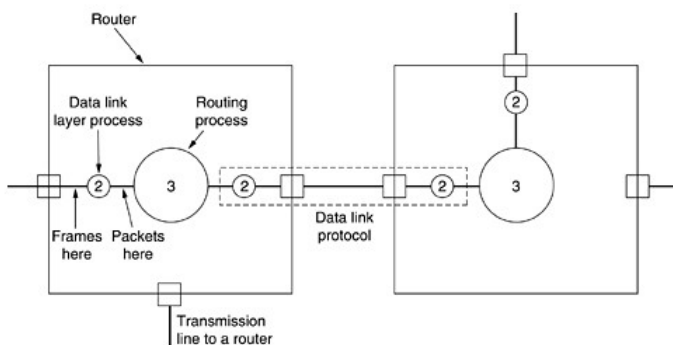 Router
Data link
layer process
Routing
process
2
2
3
2
2
3
Frames
here
Packets
here
Data link
protocol
Transmission
line to a router